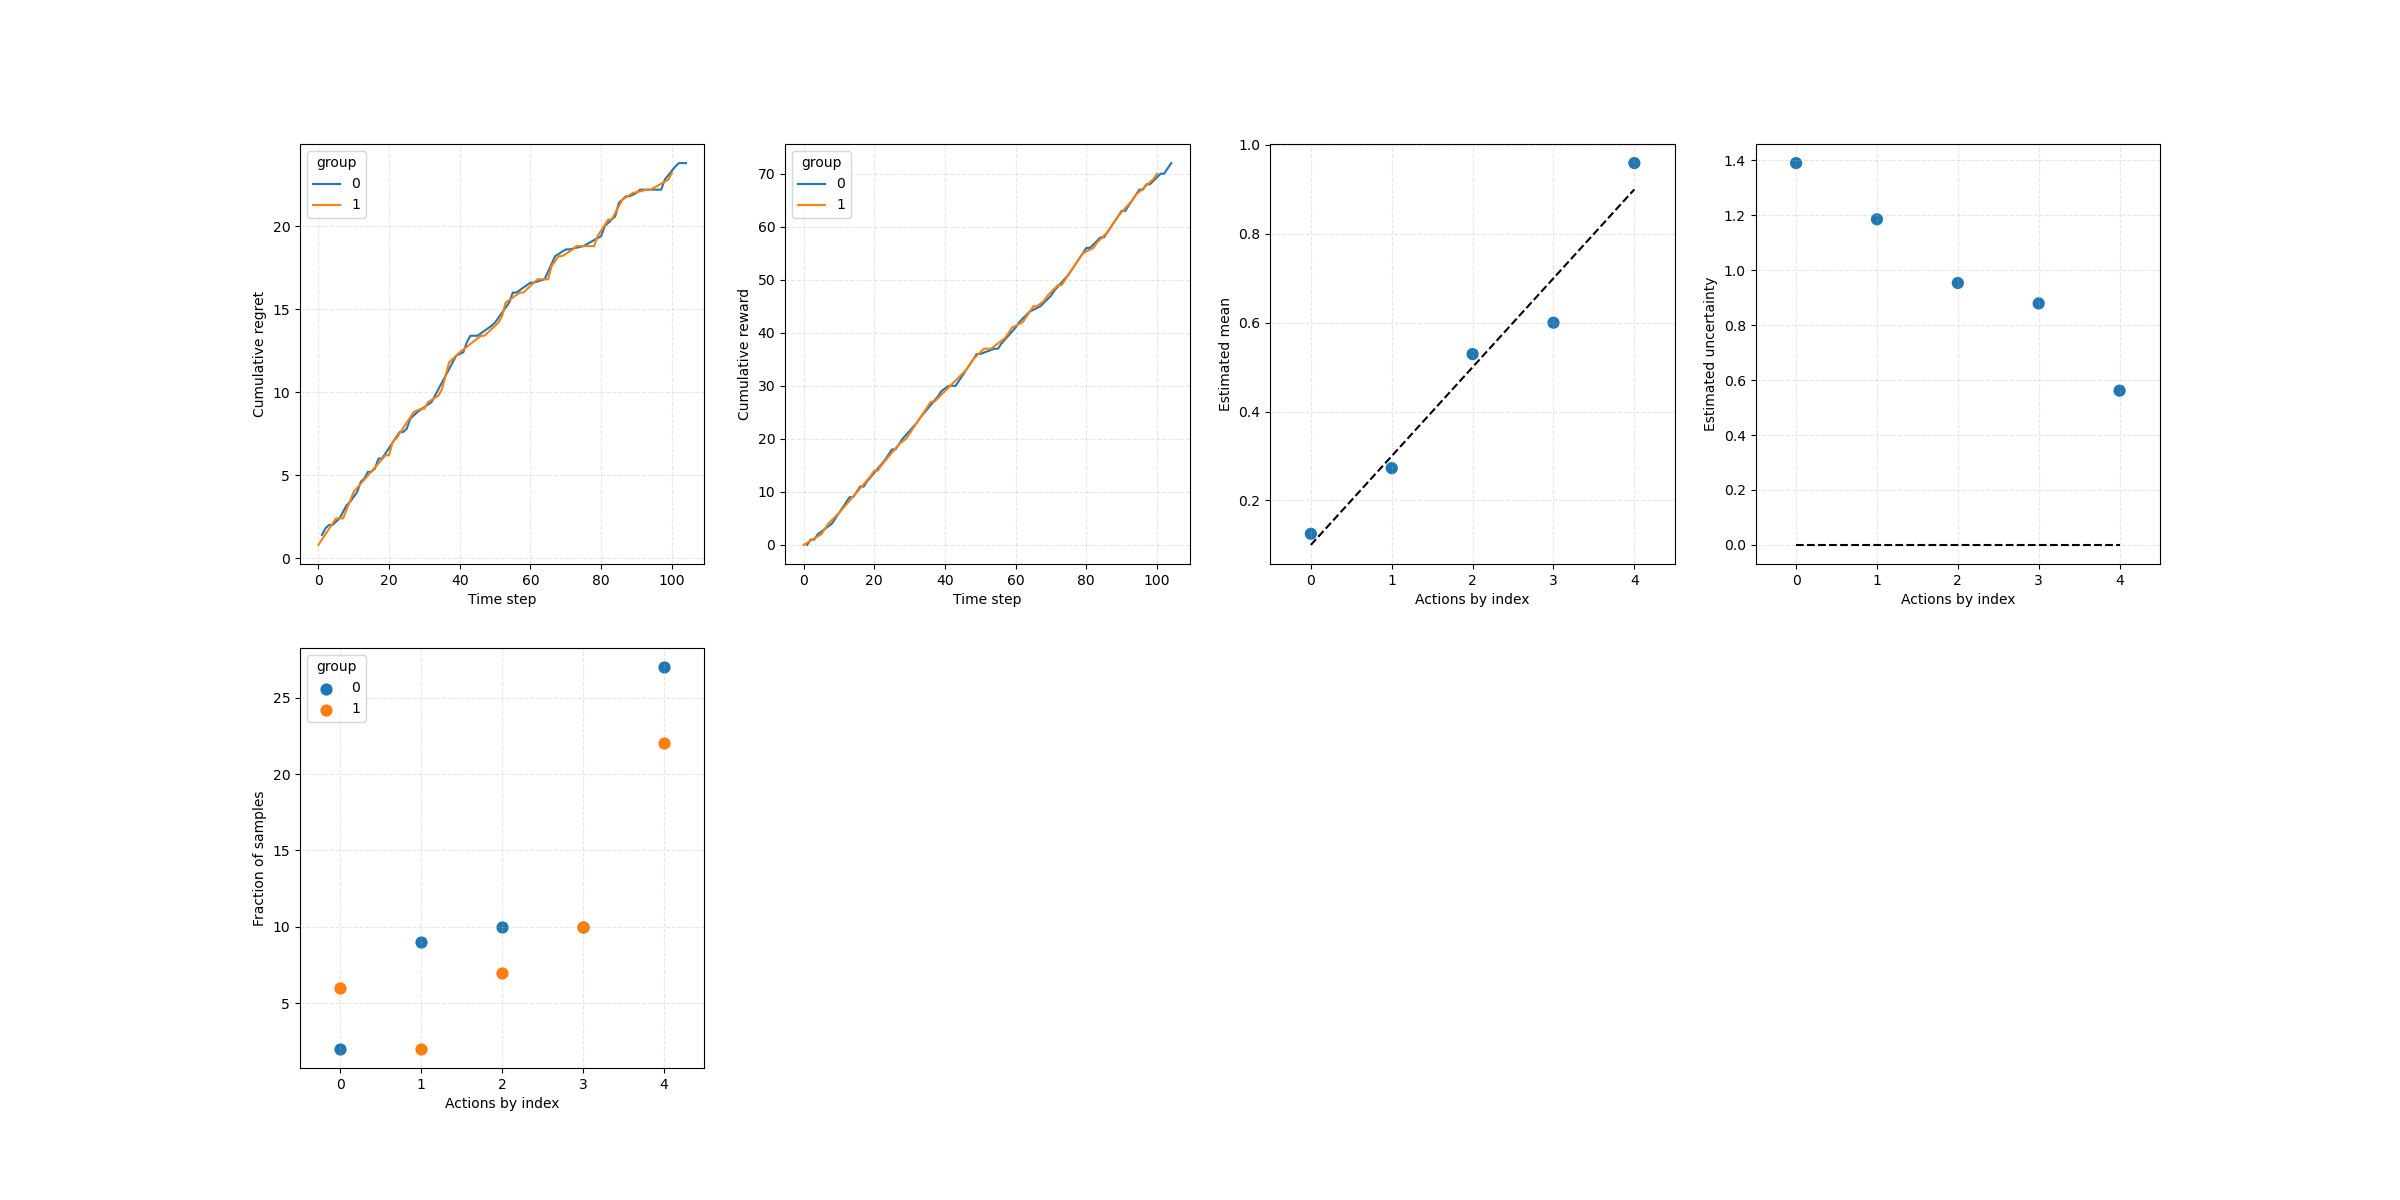 group
0
1
20
15
10
5
0
Cumulative regret
0 20 40 60 80 100
Time step
group
0
1
70
60
50
40
30
20
10
0
Cumulative reward
0 20 40 60 80 100
Time step
1.0
0.8
0.6
0.4
0.2
Estimated mean
0 1 2 3 4
Actions by index
1.4
1.2
1.0
0.8
0.6
0.4
0.2
0.0
Estimated uncertainty
0 1 2 3 4
Actions by index
group
0
1
25
20
15
10
5
Fraction of samples
0 1 2 3 4
Actions by index